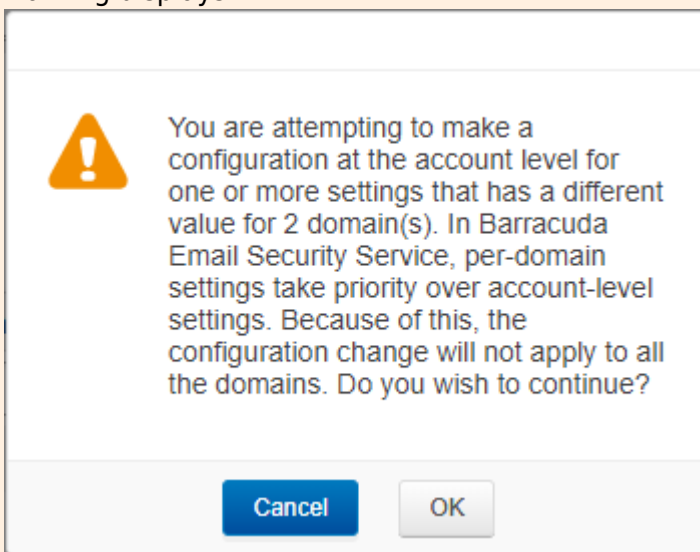 You are attempting to make a
configuration at the account level for
one or more settings that has a different
value for 2 domain(s). In Barracuda
Email Security Service, per-domain
settings take priority over account-level
settings. Because of this, the
configuration change will not apply to all
the domains. Do you wish to continue?
Cancel OK